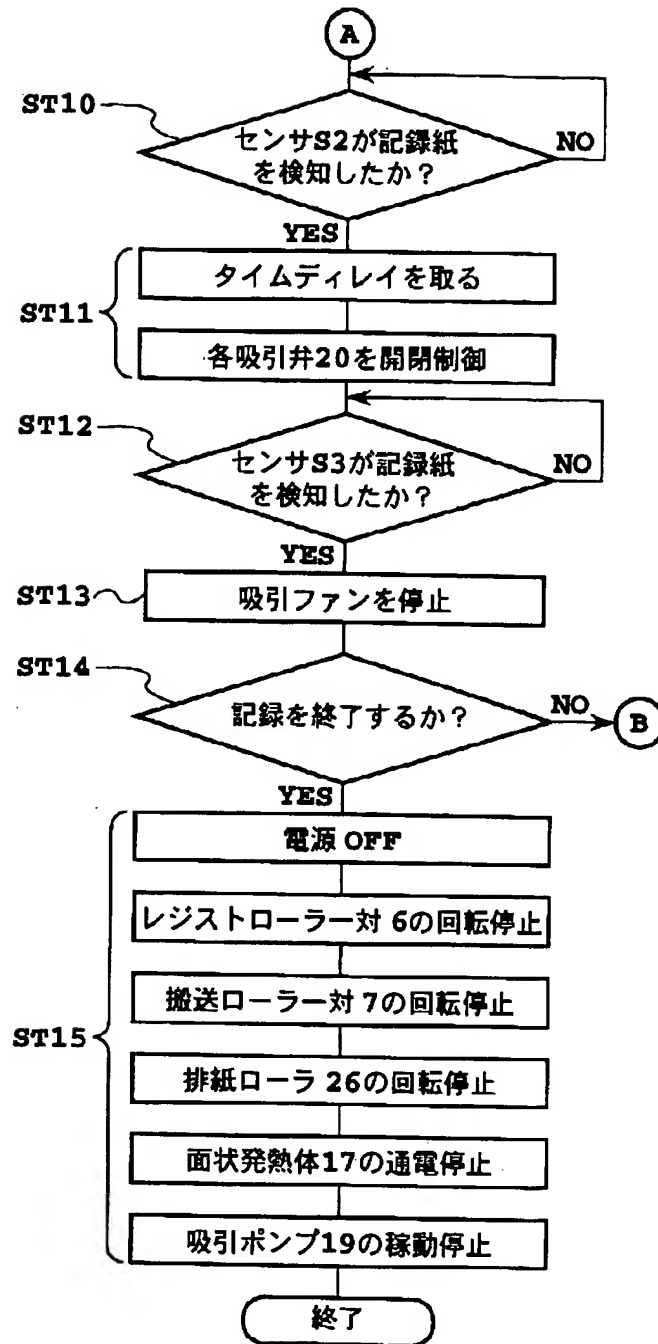 A
ST10
センサS2が記録紙
を検知したか？
NO
YES
ST11
タイムディレイを取る
各吸引弁20を開閉制御
ST12
センサS3が記録紙
を検知したか？
NO
YES
ST13
吸引ファンを停止
ST14
記録を終了するか？
NO
B
YES
ST15
電源 OFF
レジストローラー対 6の回転停止
搬送ローラー対 7の回転停止
排紙ローラ 26の回転停止
面状発熱体17の通電停止
吸引ポンプ19の稼動停止
終了